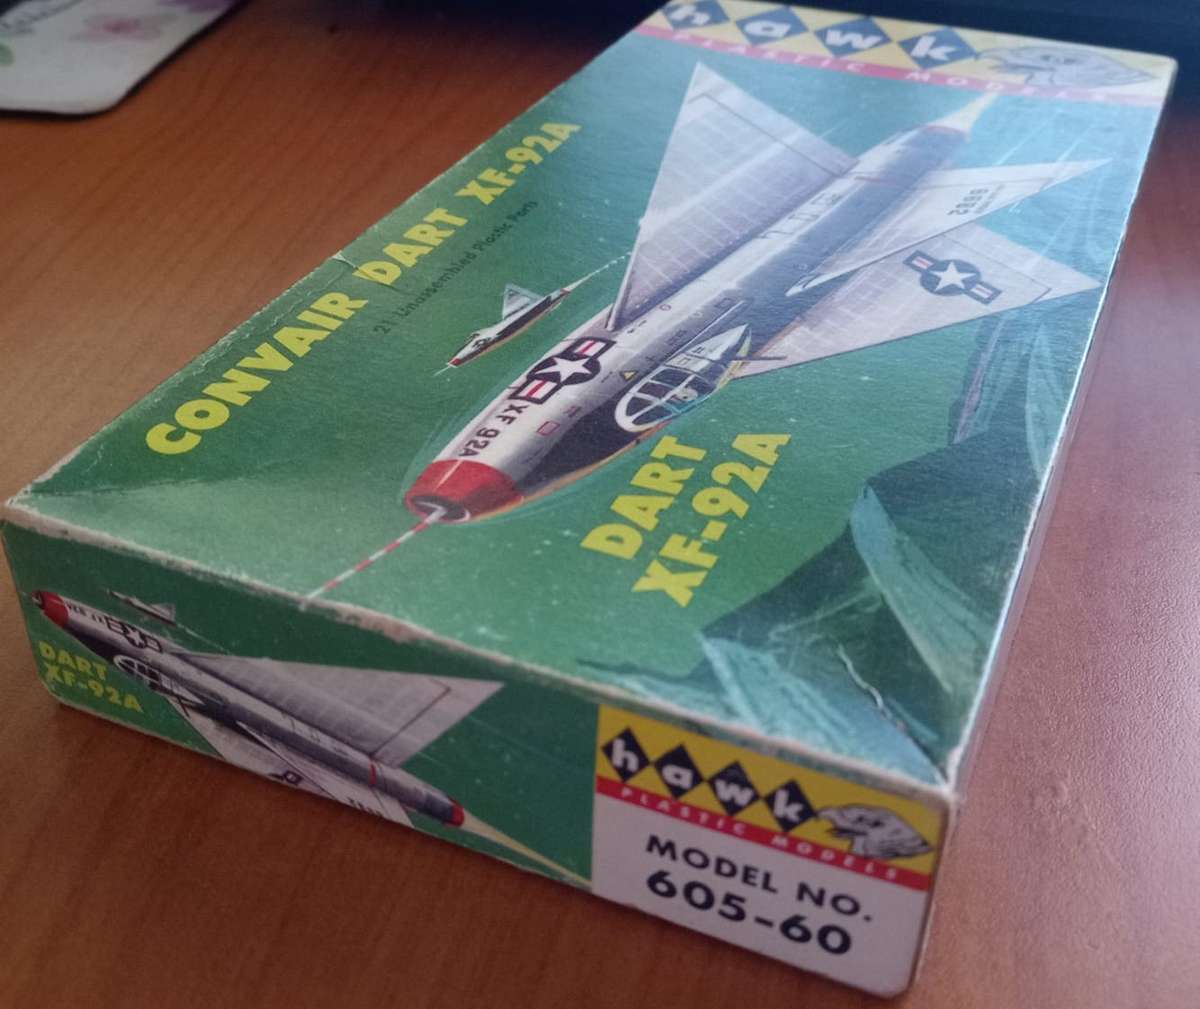 hawk
PLASTIC MODELS
CONVAIR DART XF-92A
21 Unassembled Plastic Parts
XF 92A
DART
XF-92A
DART
XF-92A
hawk
PLASTIC MODELS
MODEL NO.
605-60